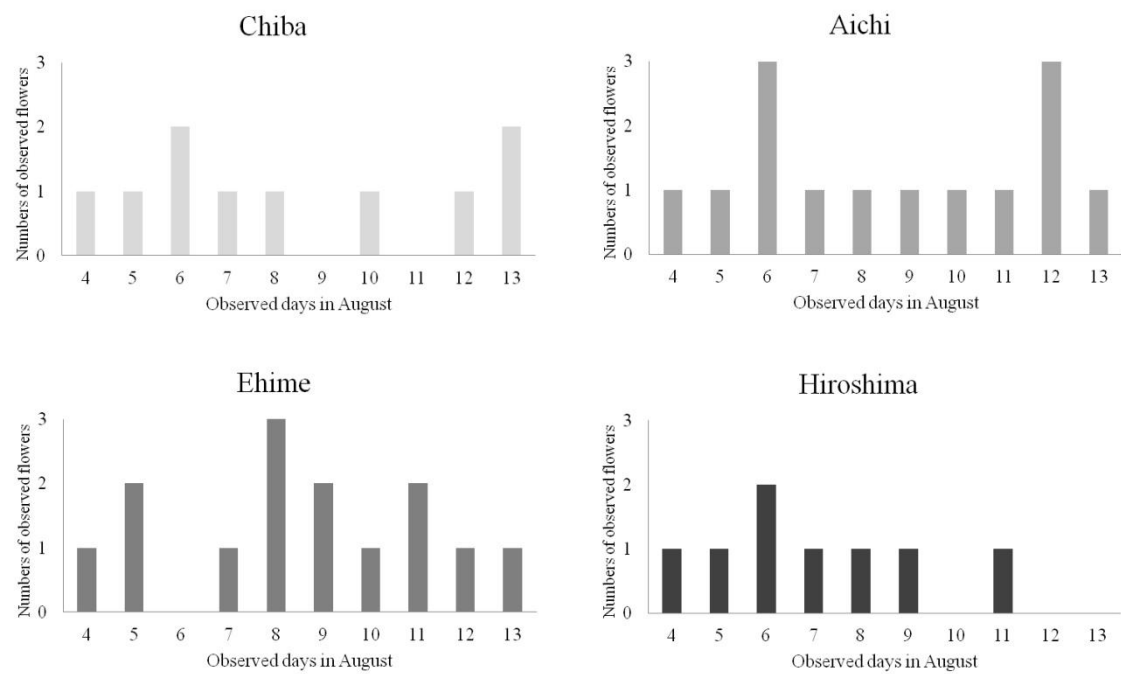 Chiba
Numbers of observed flowers
3
2
1
0
4 5 6 7 8 9 10 11 12 13
Observed days in August
Aichi
Numbers of observed flowers
3
2
1
0
4 5 6 7 8 9 10 11 12 13
Observed days in August
Ehime
Numbers of observed flowers
3
2
1
0
4 5 6 7 8 9 10 11 12 13
Observed days in August
Hiroshima
Numbers of observed flowers
3
2
1
0
4 5 6 7 8 9 10 11 12 13
Observed days in August